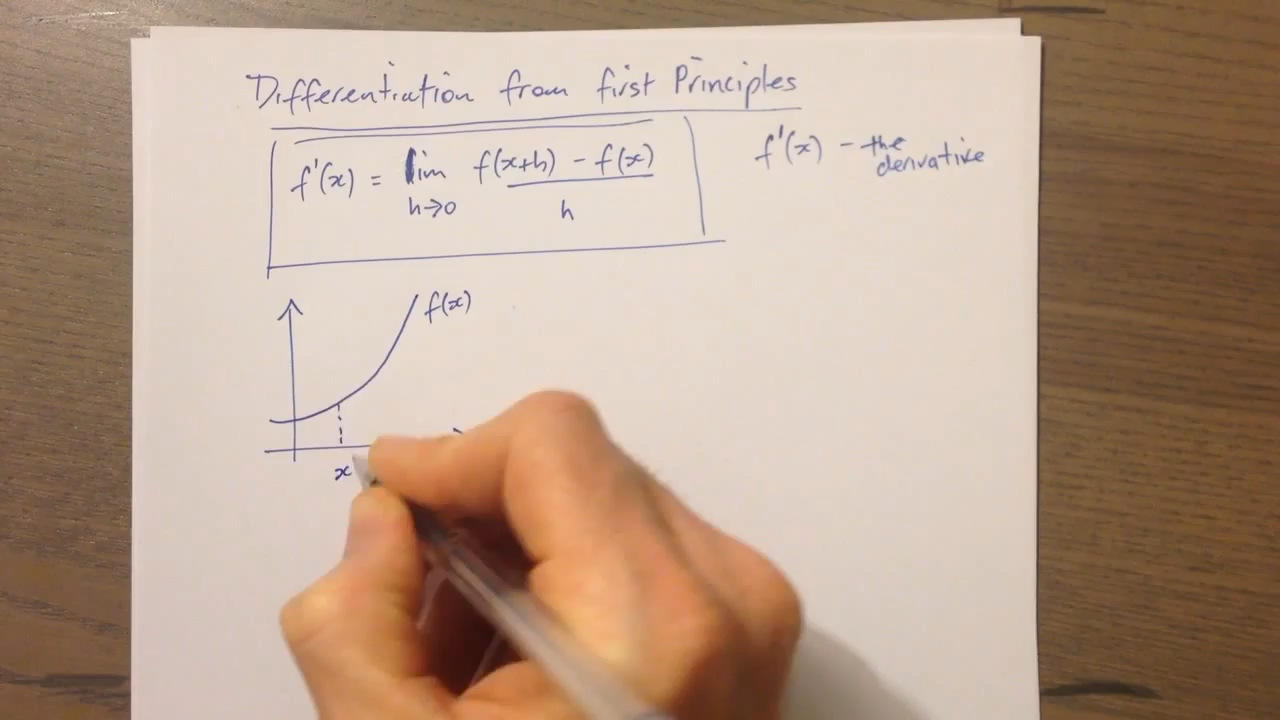 Differentiation from first Principles
f'(x) = lim f(x+h) - f(x)
h→0 h
f'(x) - the
derivative
f(x)
x